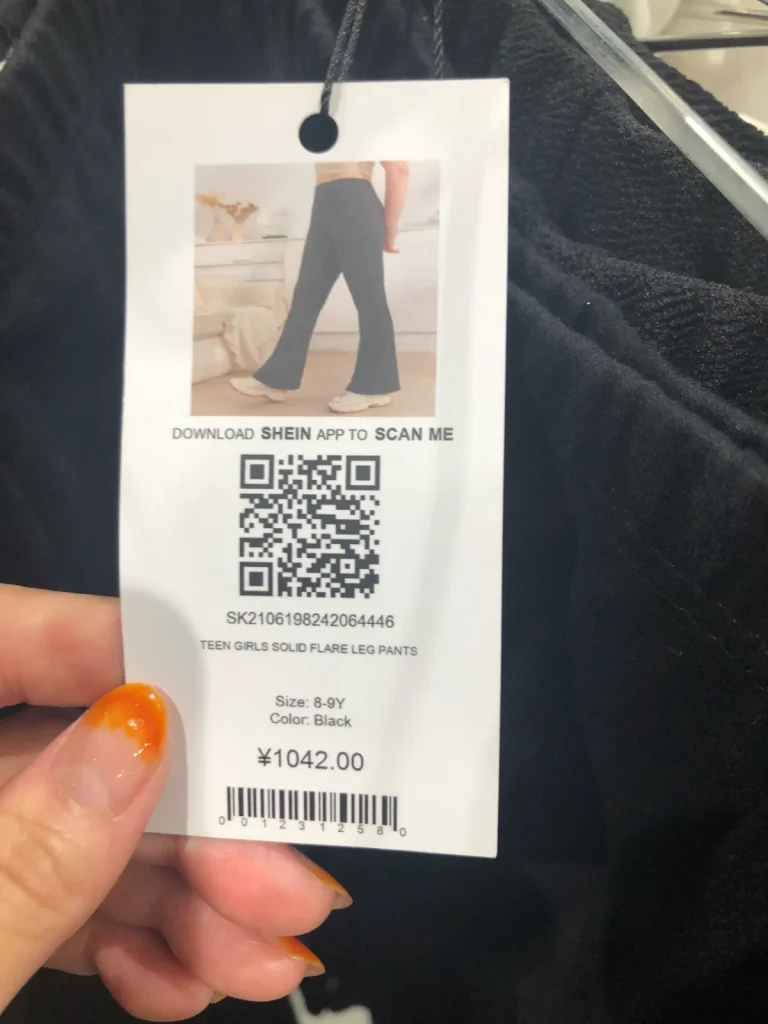 DOWNLOAD SHEIN APP TO SCAN ME
SK2106198242064446
TEEN GIRLS SOLID FLARE LEG PANTS
Size: 8-9Y
Color: Black
¥1042.00
0 0 1 2 3 1 2 5 8 0